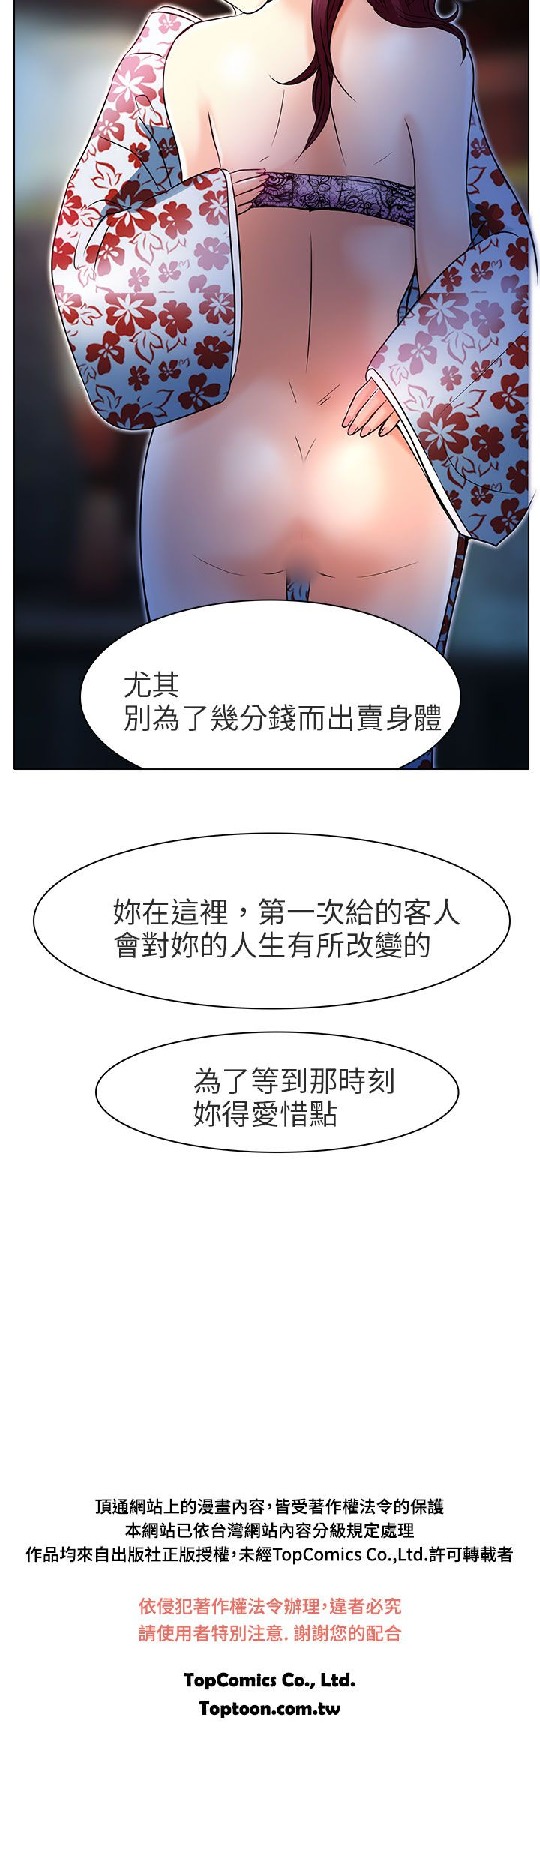 尤其
別為了幾分錢而出賣身體
妳在這裡，第一次給的客人
會對妳的人生有所改變的
為了等到那時刻
妳得愛惜點
頂通網站上的漫畫內容，皆受著作權法令的保護
本網站已依台灣網站內容分級規定處理
作品均來自出版社正版授權，未經TopComics Co.,Ltd.許可轉載者
依侵犯著作權法令辦理，違者必究
請使用者特別注意. 謝謝您的配合
TopComics Co., Ltd.
Toptoon.com.tw